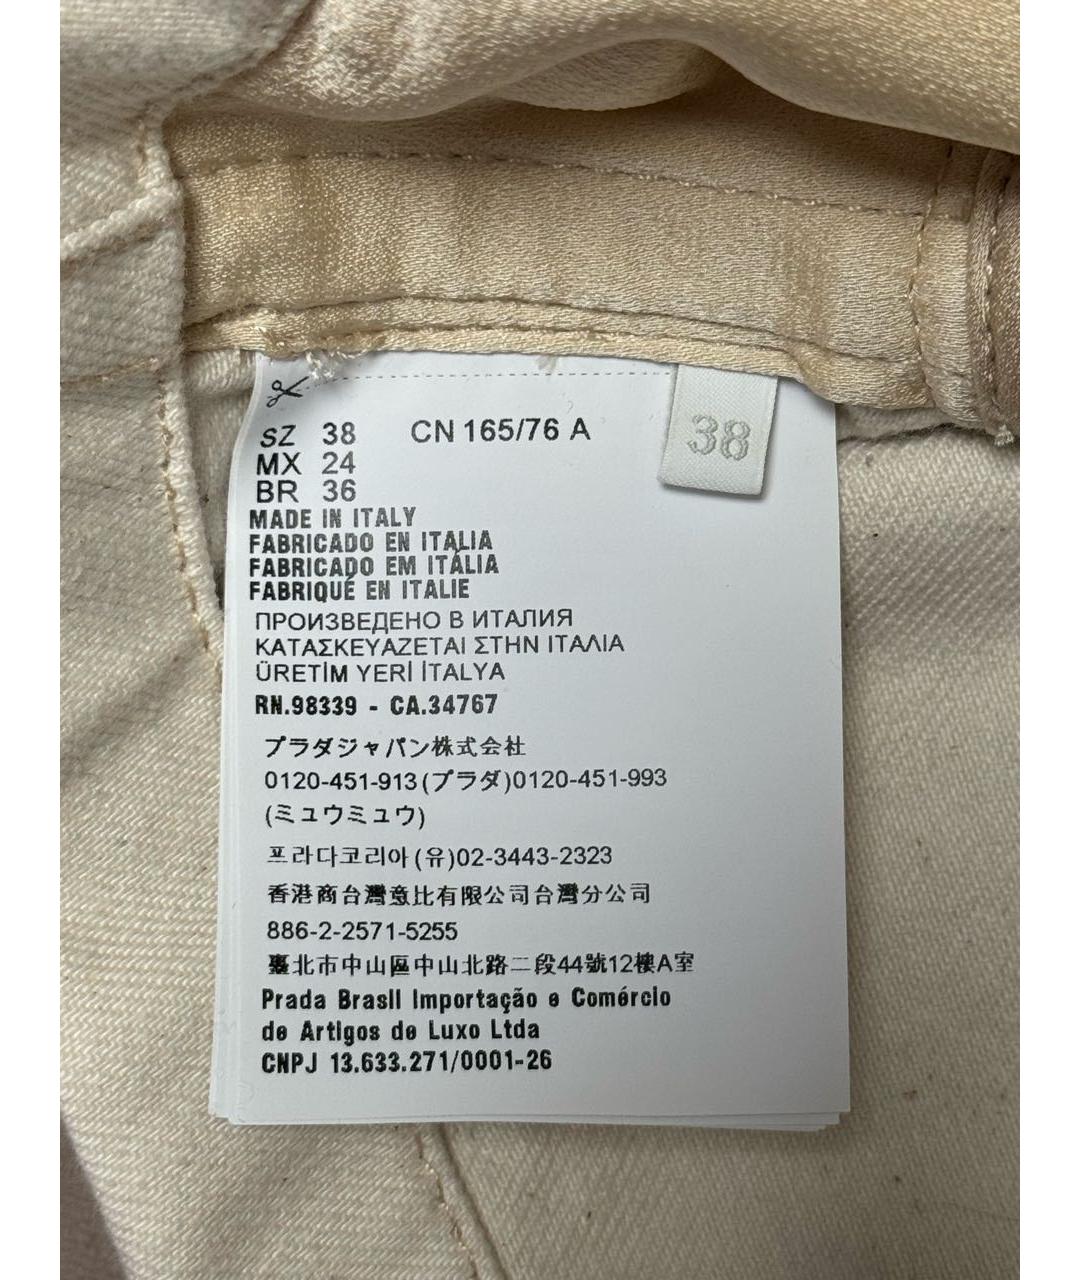 SZ 38 CN 165/76 A
38
MX 24
BR 36
MADE IN ITALY
FABRICADO EN ITALIA
FABRICADO EM ITÁLIA
FABRIQUÉ EN ITALIE
ПРОИЗВЕДЕНО В ИТАЛИЯ
ΚΑΤΑΣΚΕΥΑΖΕΤΑΙ ΣΤΗΝ ΙΤΑΛΙΑ
ÜRETİM YERİ İTALYA
RN.98339 - CA.34767
プラダジャパン株式会社
0120-451-913(プラダ)0120-451-993
(ミュウミュウ)
프라다코리아(유)02-3443-2323
香港商台灣意比有限公司台灣分公司
886-2-2571-5255
臺北市中山區中山北路二段44號12樓A室
Prada Brasil Importação e Comércio
de Artigos de Luxo Ltda
CNPJ 13.633.271/0001-26